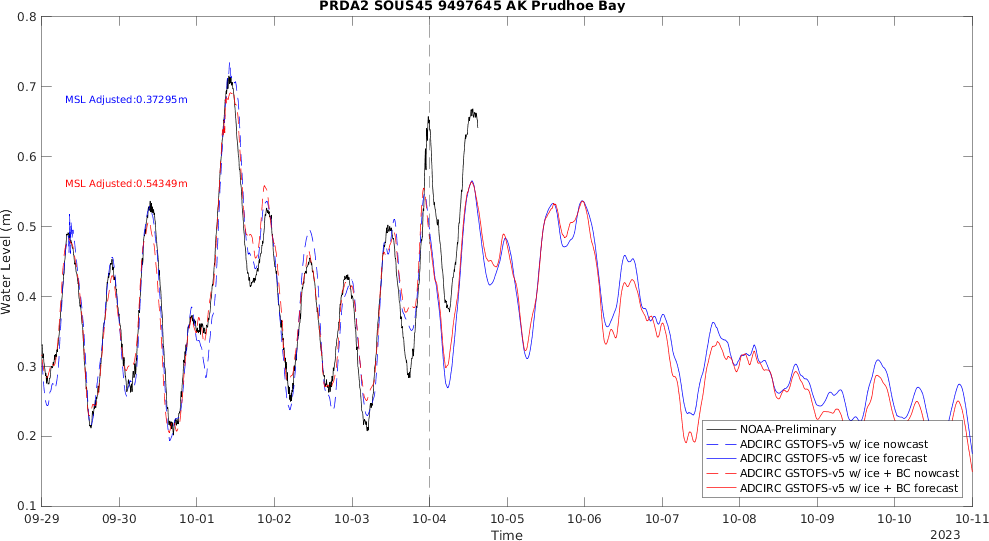 PRDA2 SOUS45 9497645 AK Prudhoe Bay
0.8
0.7
0.6
0.5
0.4
0.3
0.2
0.1
Water Level (m)
MSL Adjusted:0.37295m
MSL Adjusted:0.54349m
NOAA-Preliminary
ADCIRC GSTOFS-v5 w/ ice nowcast
ADCIRC GSTOFS-v5 w/ ice forecast
ADCIRC GSTOFS-v5 w/ ice + BC nowcast
ADCIRC GSTOFS-v5 w/ ice + BC forecast
09-29 09-30 10-01 10-02 10-03 10-04 10-05 10-06 10-07 10-08 10-09 10-10 10-11
Time
2023